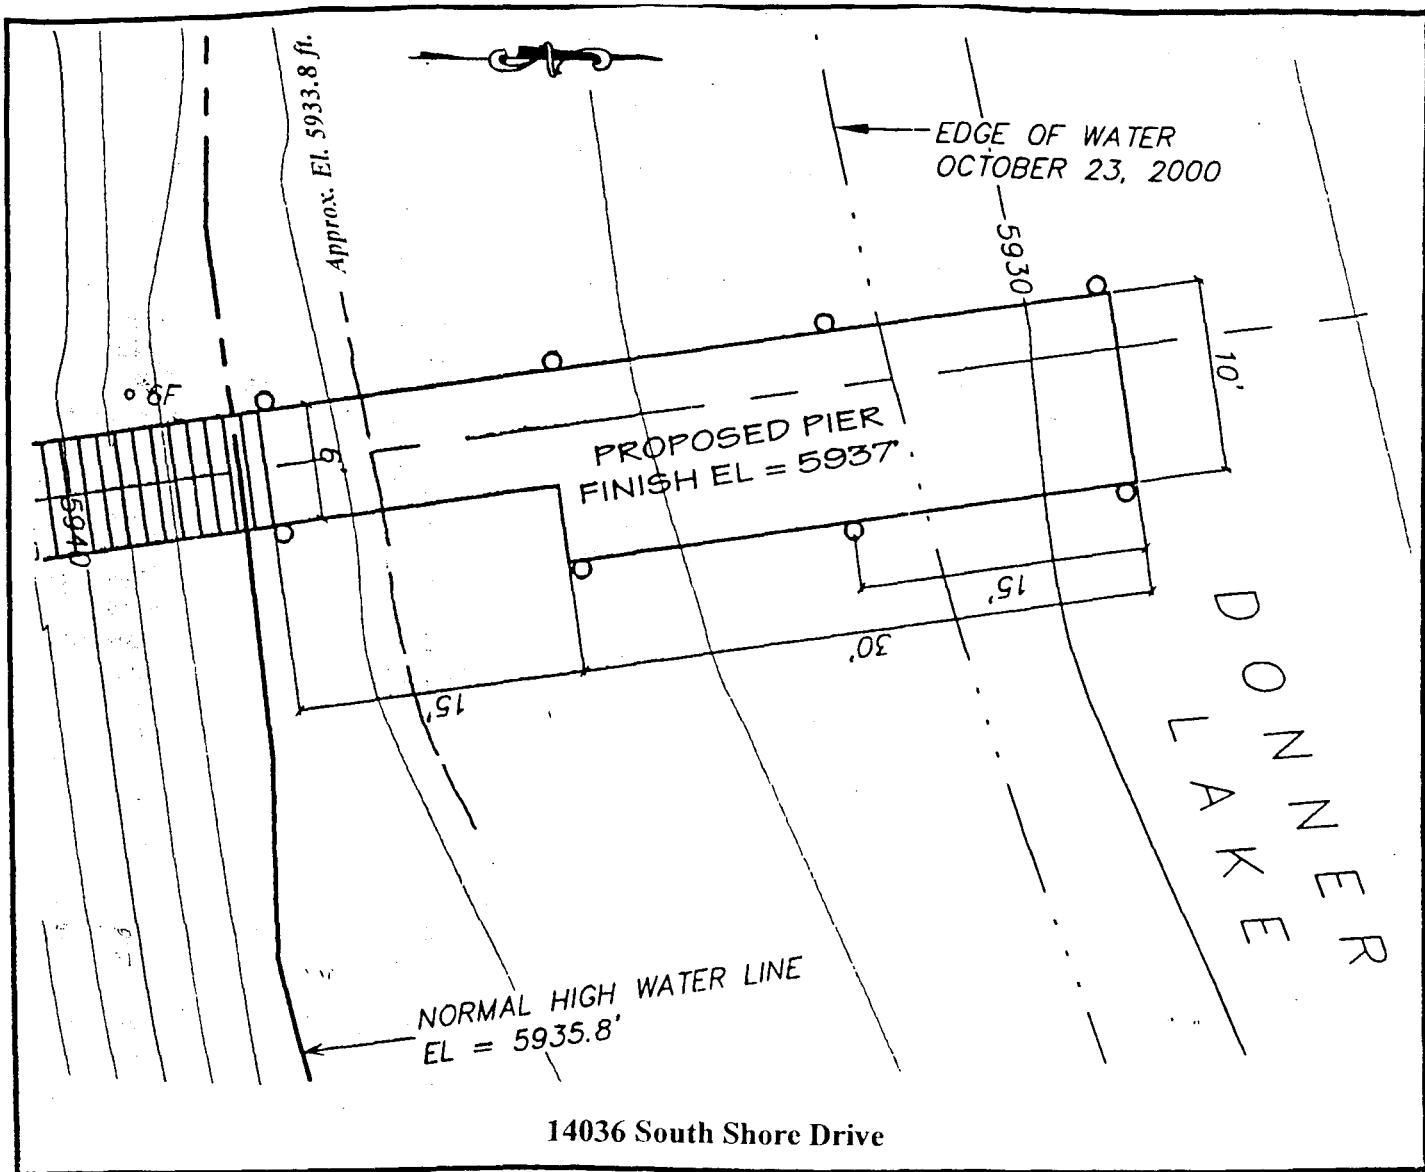 Approx. El. 5933.8 ft.
EDGE OF WATER
OCTOBER 23, 2000
5930
6F
10'
6'
PROPOSED PIER
FINISH EL = 5937'
5940
15'
30'
15'
DONNER
LAKE
NORMAL HIGH WATER LINE
EL = 5935.8'
14036 South Shore Drive